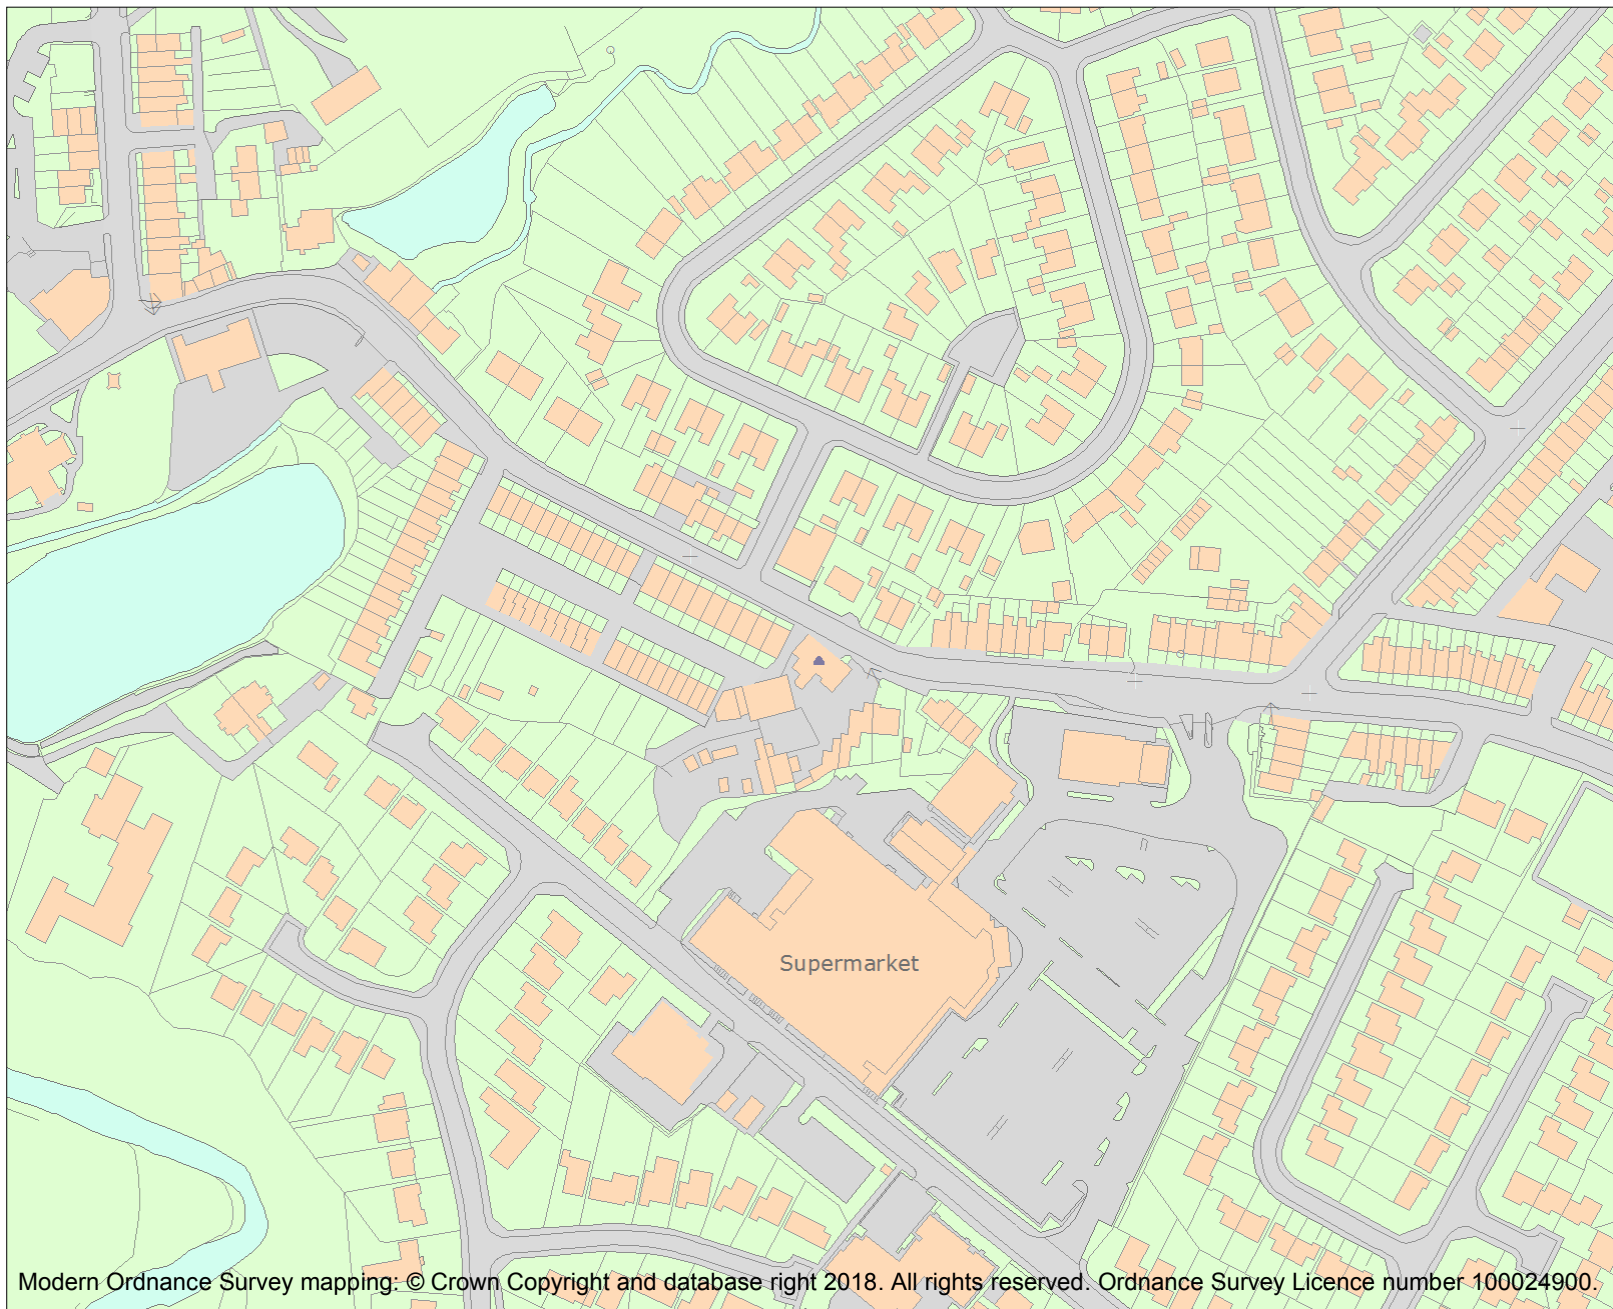 Supermarket
Modern Ordnance Survey mapping: © Crown Copyright and database right 2018. All rights reserved. Ordnance Survey Licence number 100024900.